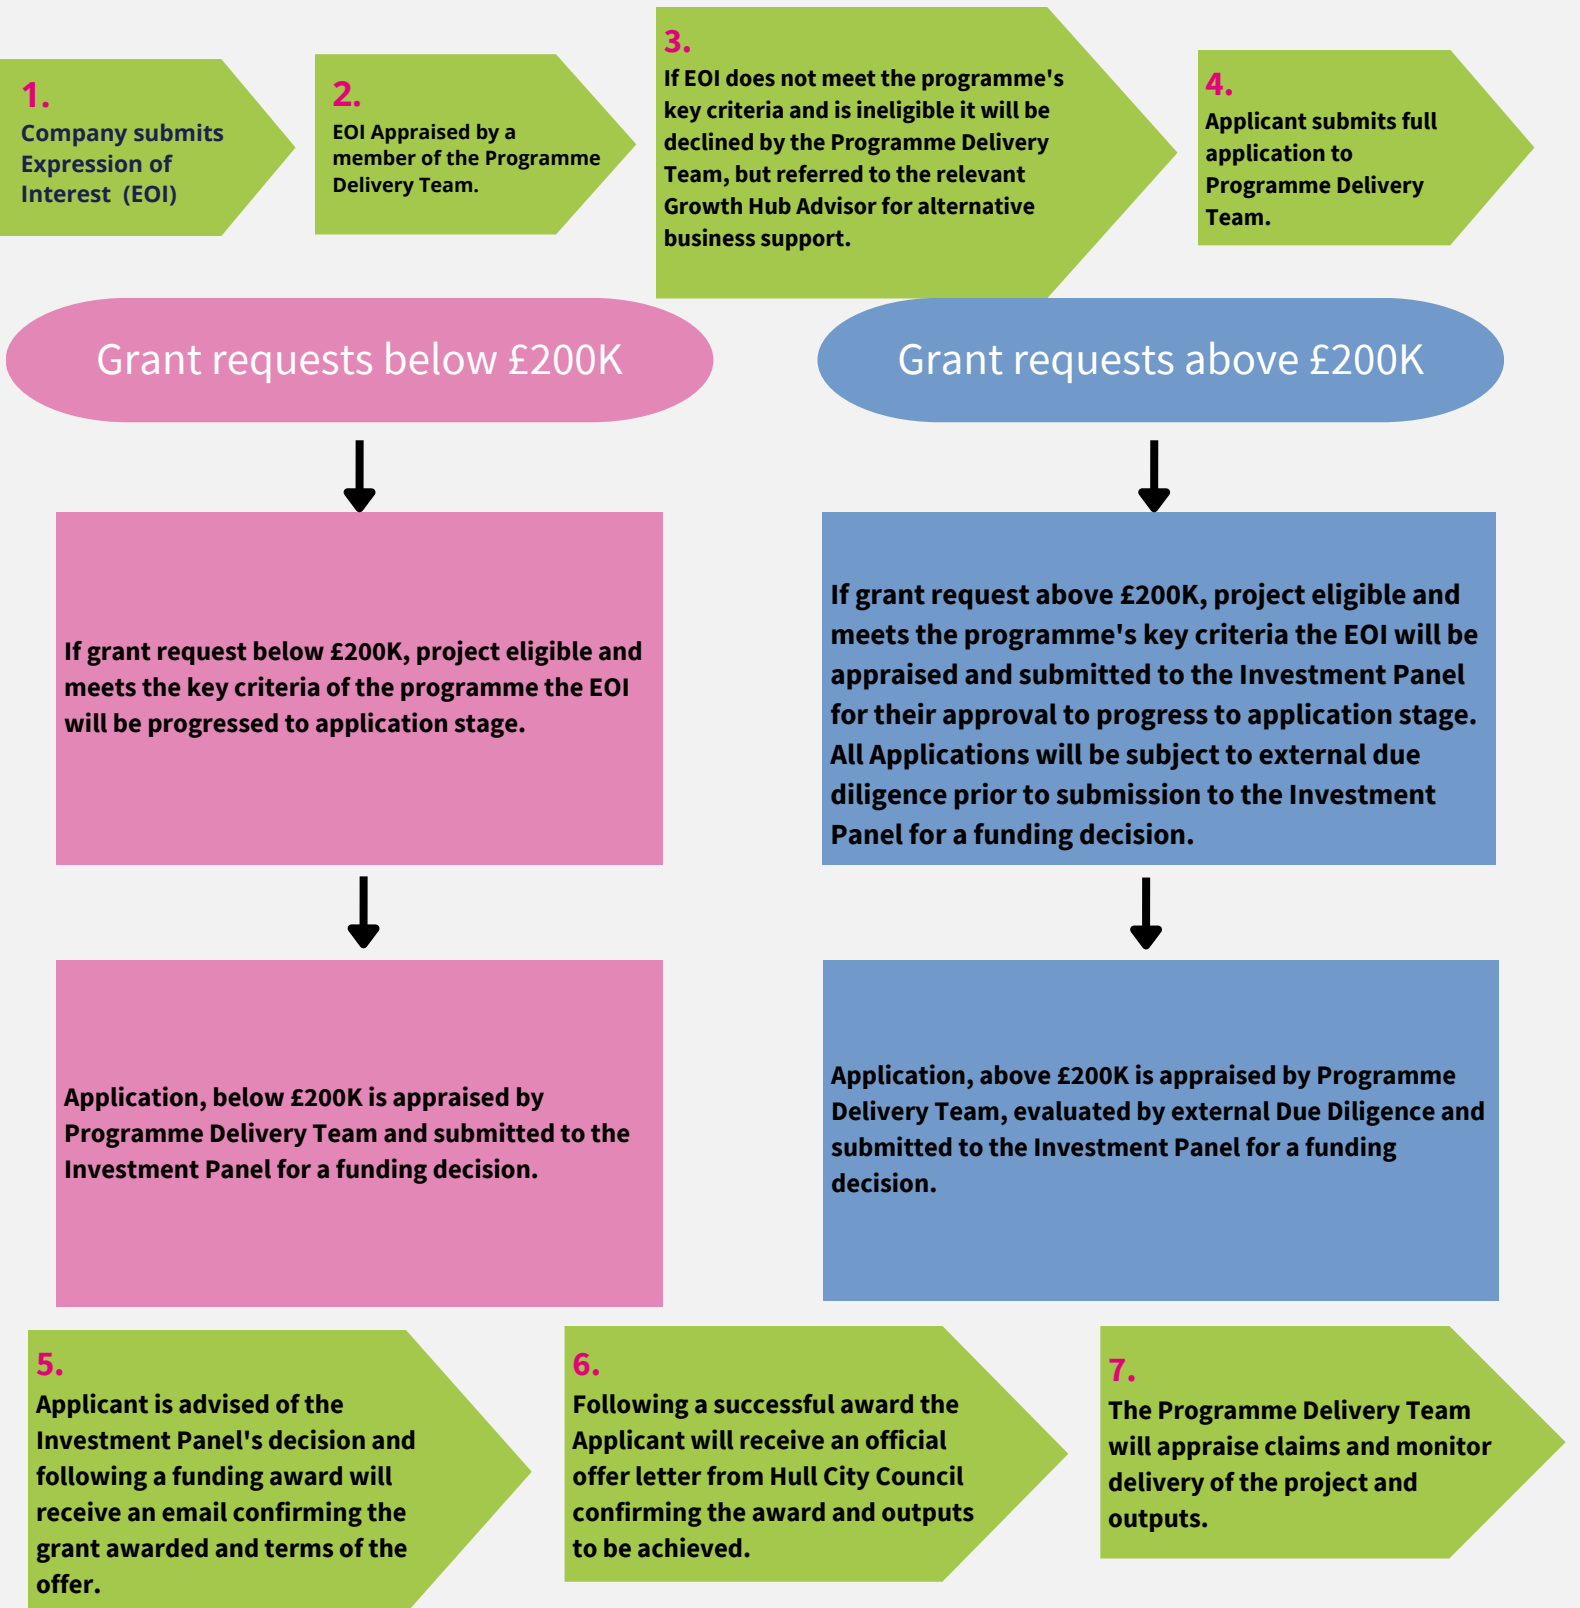 1.
Company submits
Expression of
Interest (EOI)
2.
EOI Appraised by a
member of the Programme
Delivery Team.
3.
If EOI does not meet the programme's
key criteria and is ineligible it will be
declined by the Programme Delivery
Team, but referred to the relevant
Growth Hub Advisor for alternative
business support.
4.
Applicant submits full
application to
Programme Delivery
Team.
Grant requests below £200K
If grant request below £200K, project eligible and
meets the key criteria of the programme the EOI
will be progressed to application stage.
Application, below £200K is appraised by
Programme Delivery Team and submitted to the
Investment Panel for a funding decision.
Grant requests above £200K
If grant request above £200K, project eligible and
meets the programme's key criteria the EOI will be
appraised and submitted to the Investment Panel
for their approval to progress to application stage.
All Applications will be subject to external due
diligence prior to submission to the Investment
Panel for a funding decision.
Application, above £200K is appraised by Programme
Delivery Team, evaluated by external Due Diligence and
submitted to the Investment Panel for a funding
decision.
5.
Applicant is advised of the
Investment Panel's decision and
following a funding award will
receive an email confirming the
grant awarded and terms of the
offer.
6.
Following a successful award the
Applicant will receive an official
offer letter from Hull City Council
confirming the award and outputs
to be achieved.
7.
The Programme Delivery Team
will appraise claims and monitor
delivery of the project and
outputs.